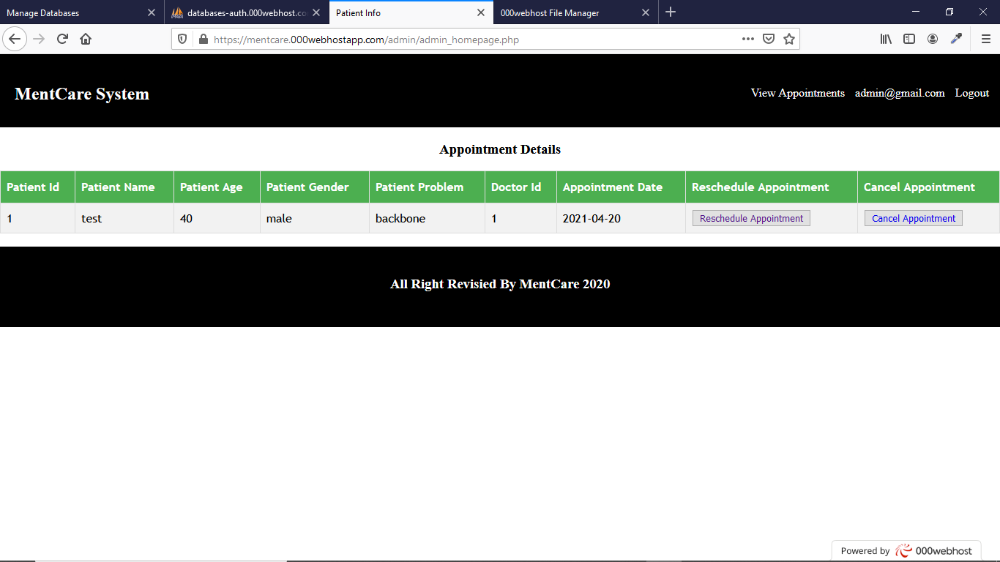 Manage Databases databases-auth.000webhost.co Patient Info 000webhost File Manager
https://mentcare.000webhostapp.com/admin/admin_homepage.php
MentCare System View Appointments admin@gmail.com Logout
Appointment Details
Patient Id Patient Name Patient Age Patient Gender Patient Problem Doctor Id Appointment Date Reschedule Appointment Cancel Appointment
1 test 40 male backbone 1 2021-04-20 Reschedule Appointment Cancel Appointment
All Right Revisied By MentCare 2020
Powered by 000webhost